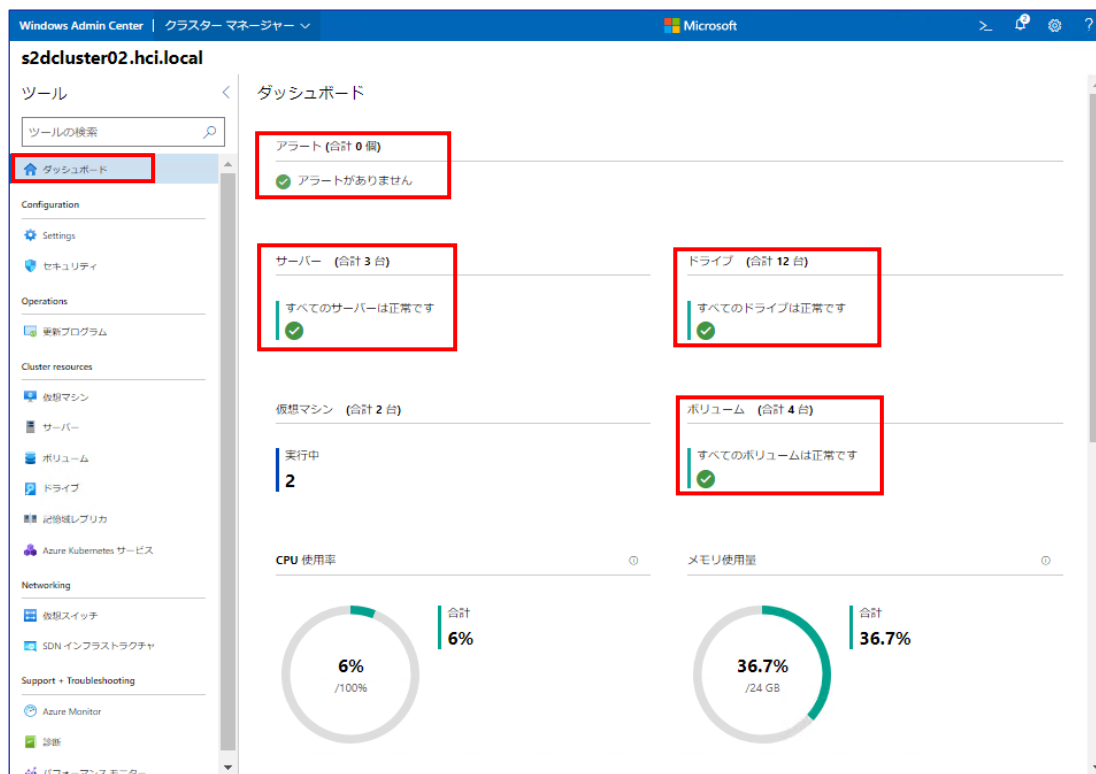 Windows Admin Center | クラスター マネージャー
Microsoft
2
?
s2dcluster02.hci.local
ツール
ツールの検索
ダッシュボード
Configuration
Settings
セキュリティ
Operations
更新プログラム
Cluster resources
仮想マシン
サーバー
ボリューム
ドライブ
記憶域レプリカ
Azure Kubernetes サービス
Networking
仮想スイッチ
SDN インフラストラクチャ
Support + Troubleshooting
Azure Monitor
診断
パフォーマンス モニター
ダッシュボード
アラート (合計 0 個)
アラートがありません
サーバー (合計 3 台)
すべてのサーバーは正常です
ドライブ (合計 12 台)
すべてのドライブは正常です
仮想マシン (合計 2 台)
実行中
2
ボリューム (合計 4 台)
すべてのボリュームは正常です
CPU 使用率
6%
/100%
合計
6%
メモリ使用量
36.7%
/24 GB
合計
36.7%